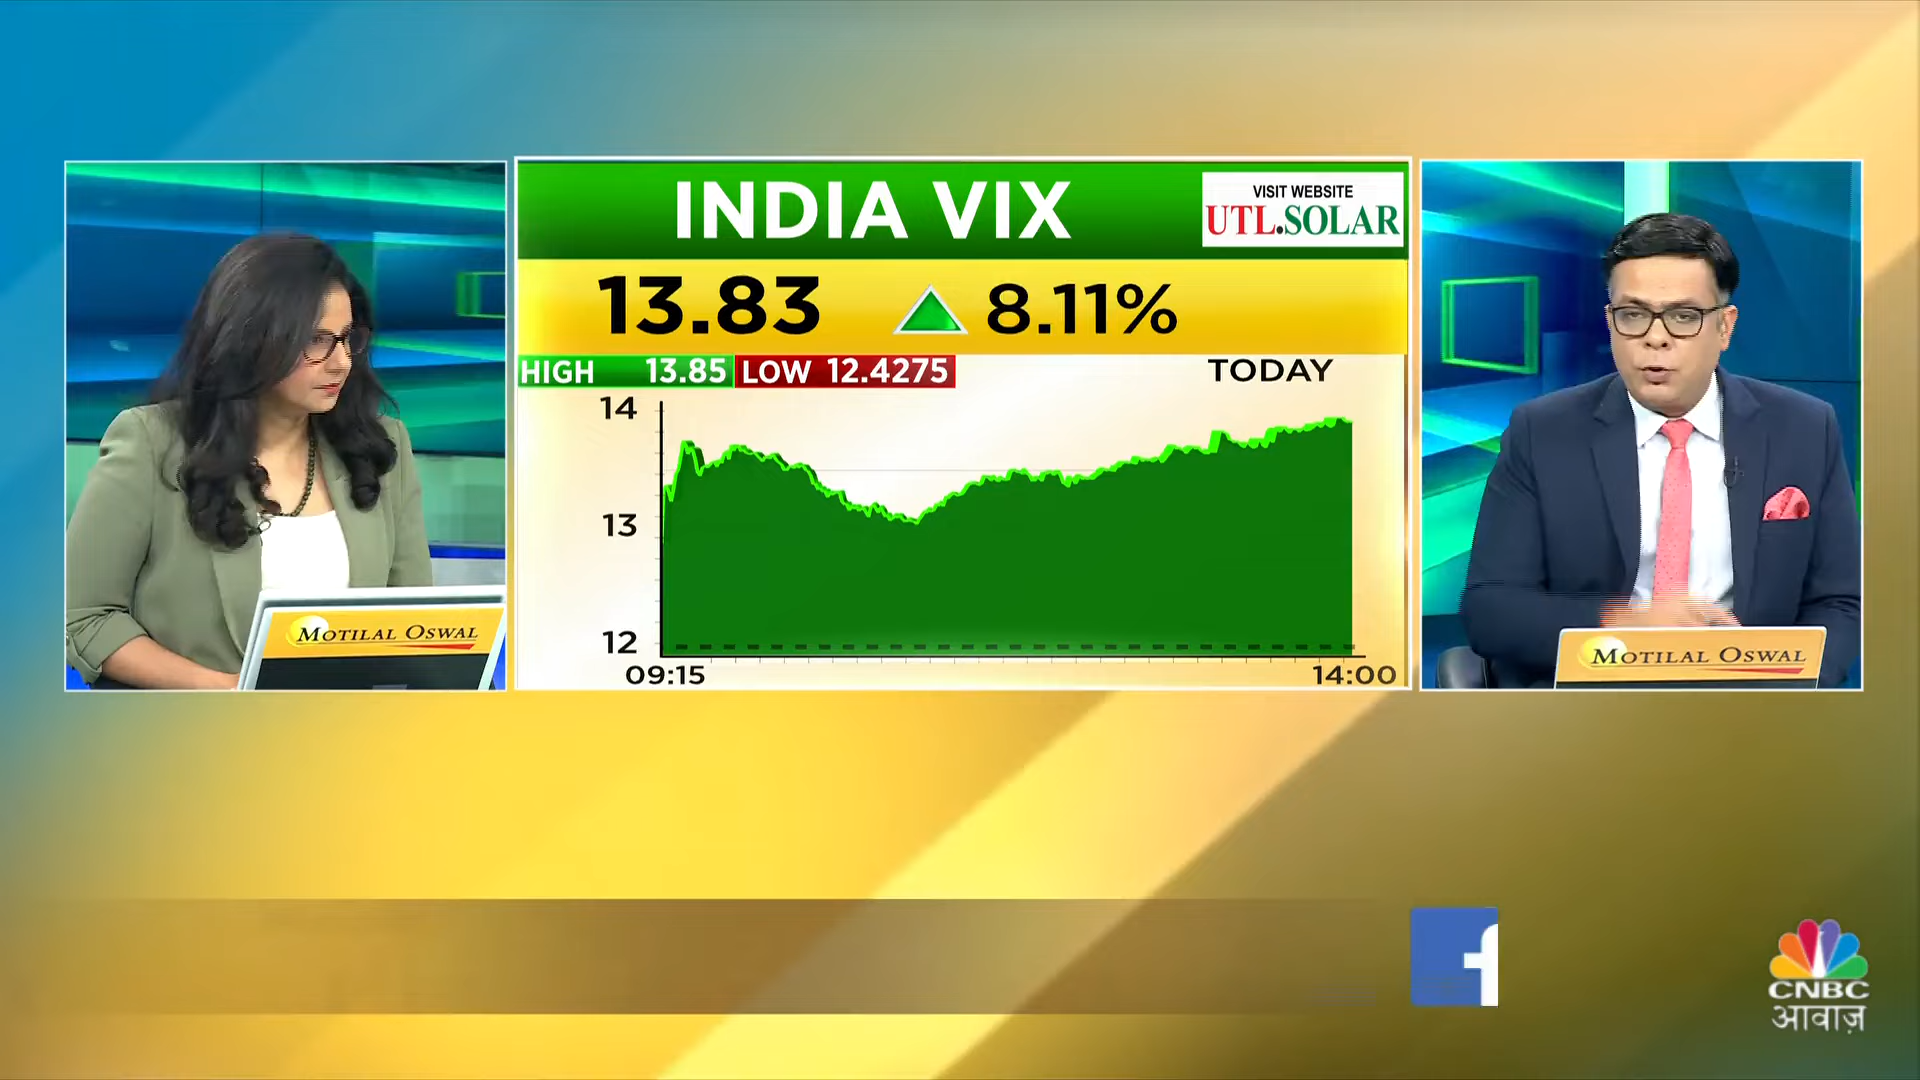 INDIA VIX
VISIT WEBSITE
UTL.SOLAR
13.83 8.11%
HIGH 13.85 LOW 12.4275
TODAY
14
13
12
09:15
14:00
MOTILAL OSWAL
MOTILAL OSWAL
f
CNBC
आवाज़